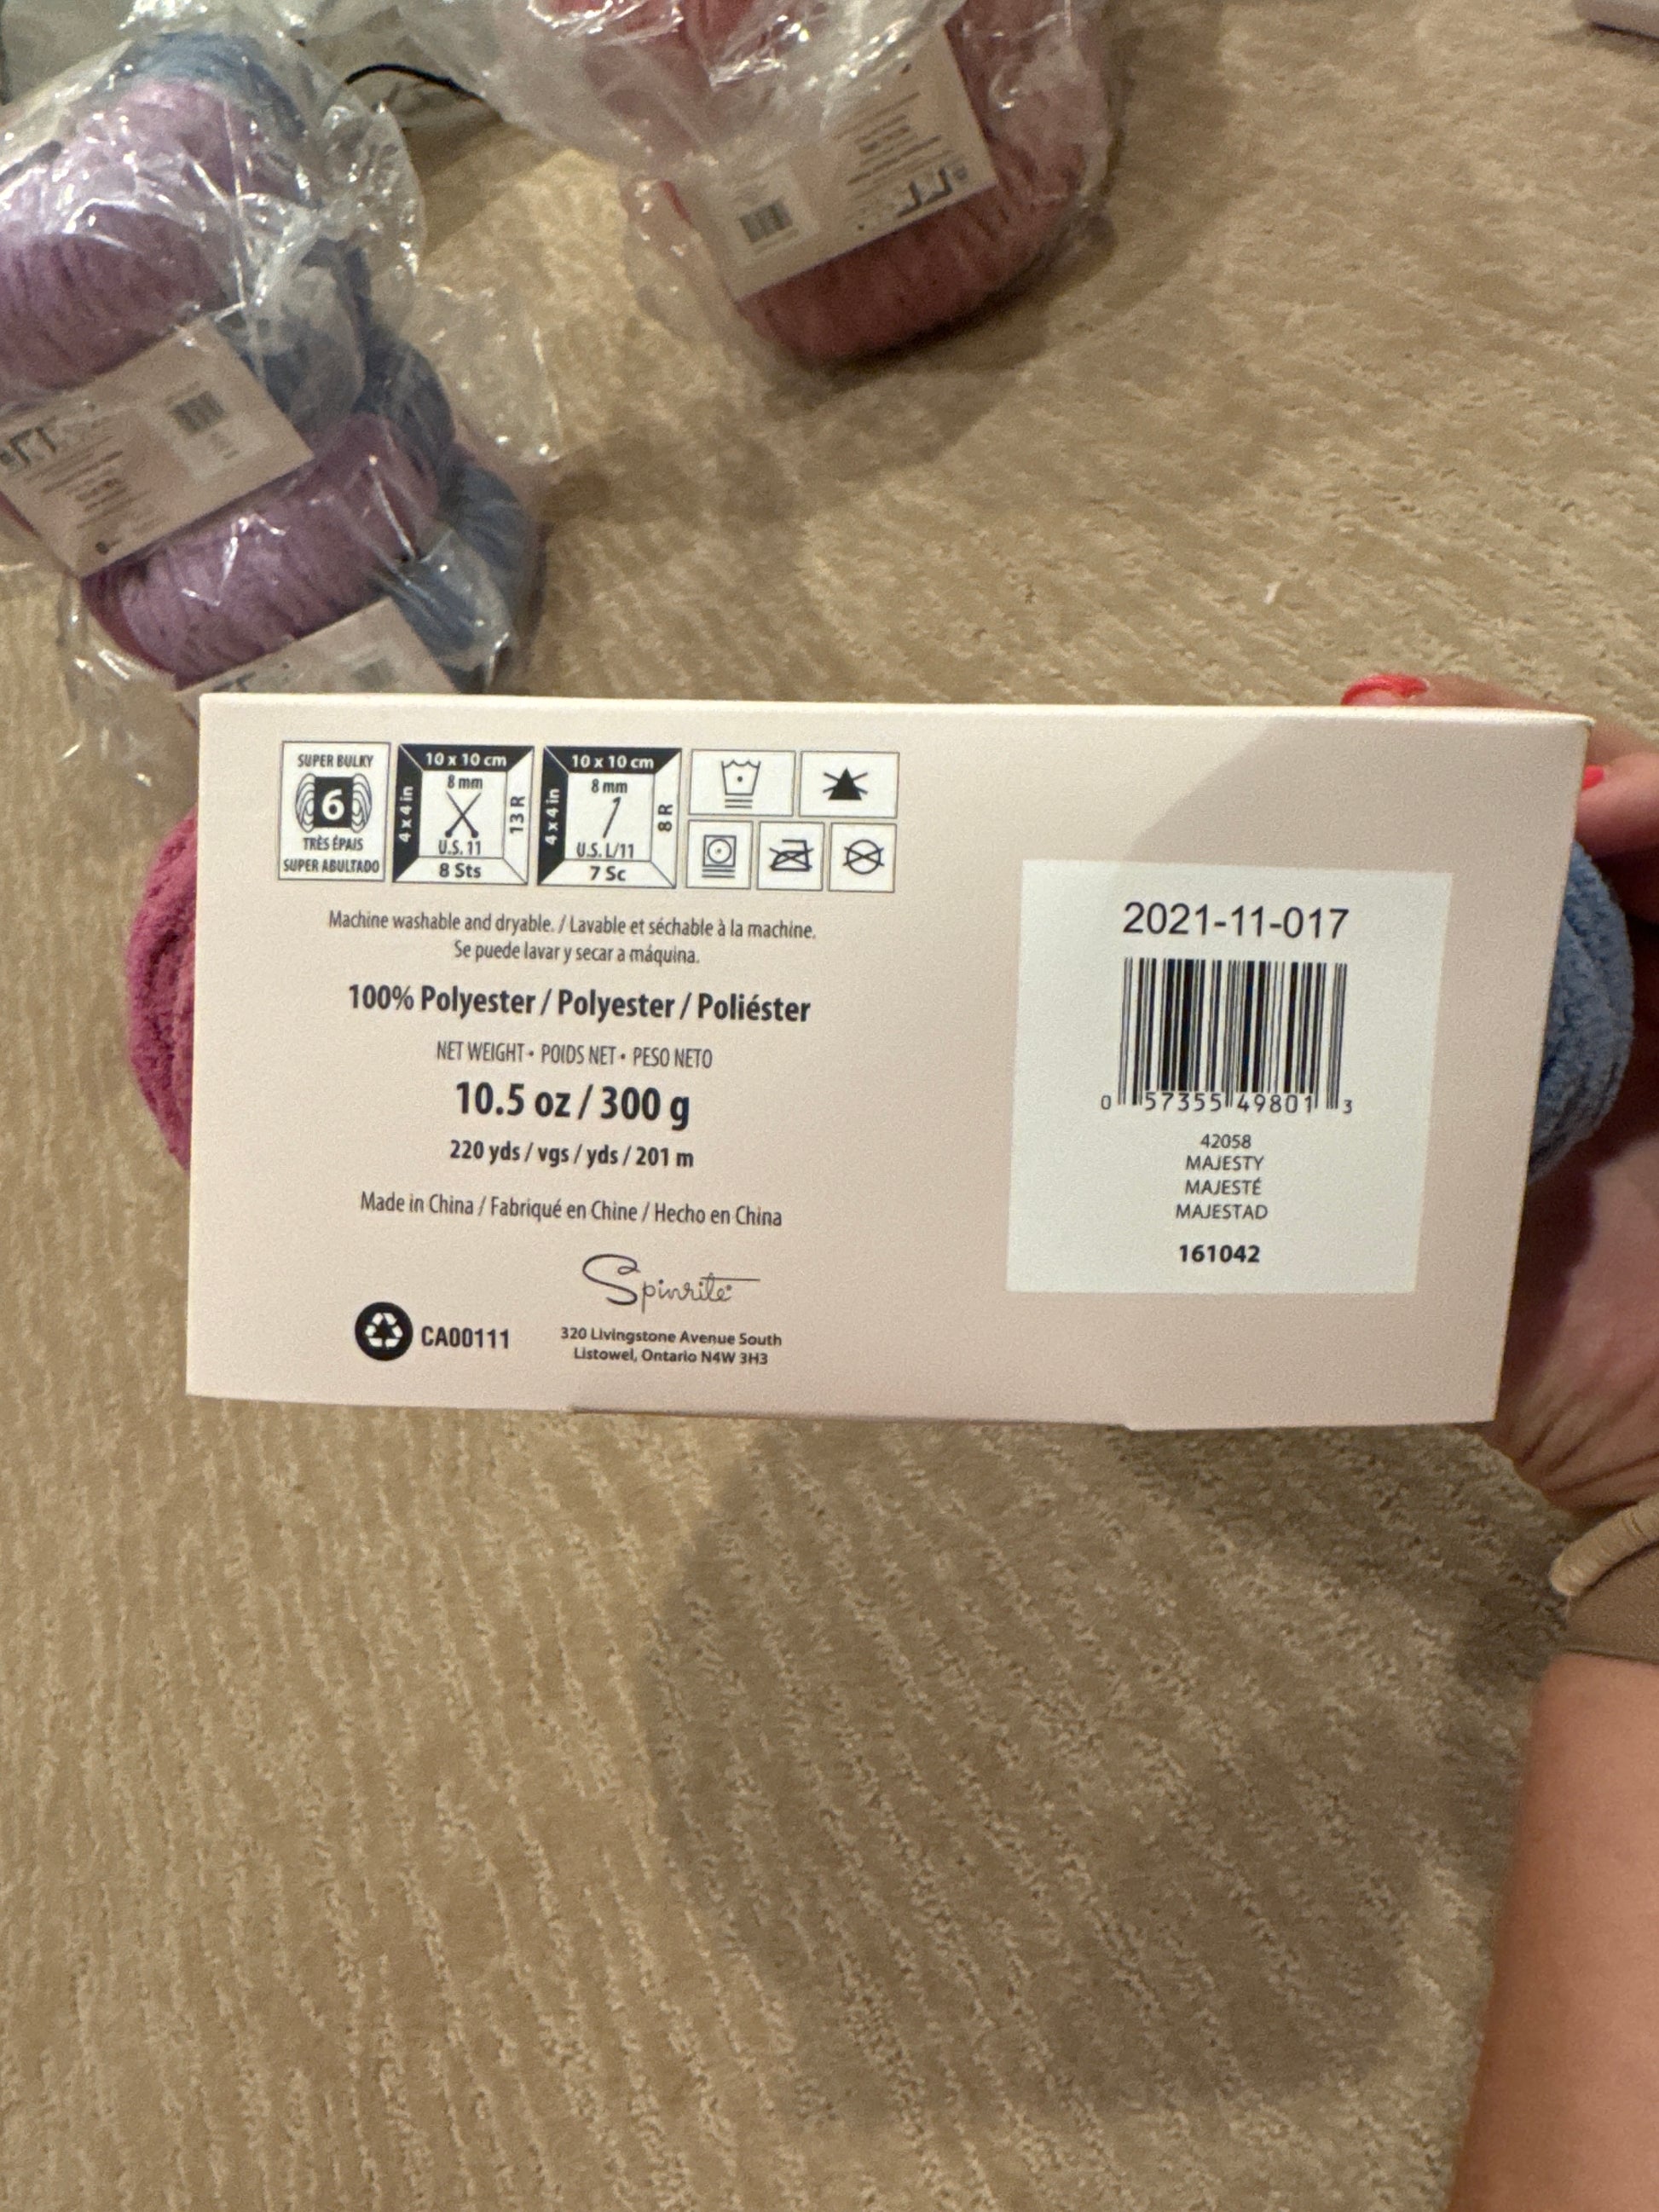 SUPER BULKY
6
TRÈS ÉPAIS
SUPER ABULTADO
10 x 10 cm
4 x 4 in
8 mm
13 R
U.S. 11
8 Sts
10 x 10 cm
4 x 4 in
8 mm
8 R
U.S. L/11
7 Sc
Machine washable and dryable. / Lavable et séchable à la machine.
Se puede lavar y secar a máquina.
100% Polyester / Polyester / Poliéster
NET WEIGHT • POIDS NET • PESO NETO
10.5 oz / 300 g
220 yds / vgs / yds / 201 m
Made in China / Fabriqué en Chine / Hecho en China
Spinrite
CA00111
320 Livingstone Avenue South
Listowel, Ontario N4W 3H3
2021-11-017
0 57355 49801 3
42058
MAJESTY
MAJESTÉ
MAJESTAD
161042